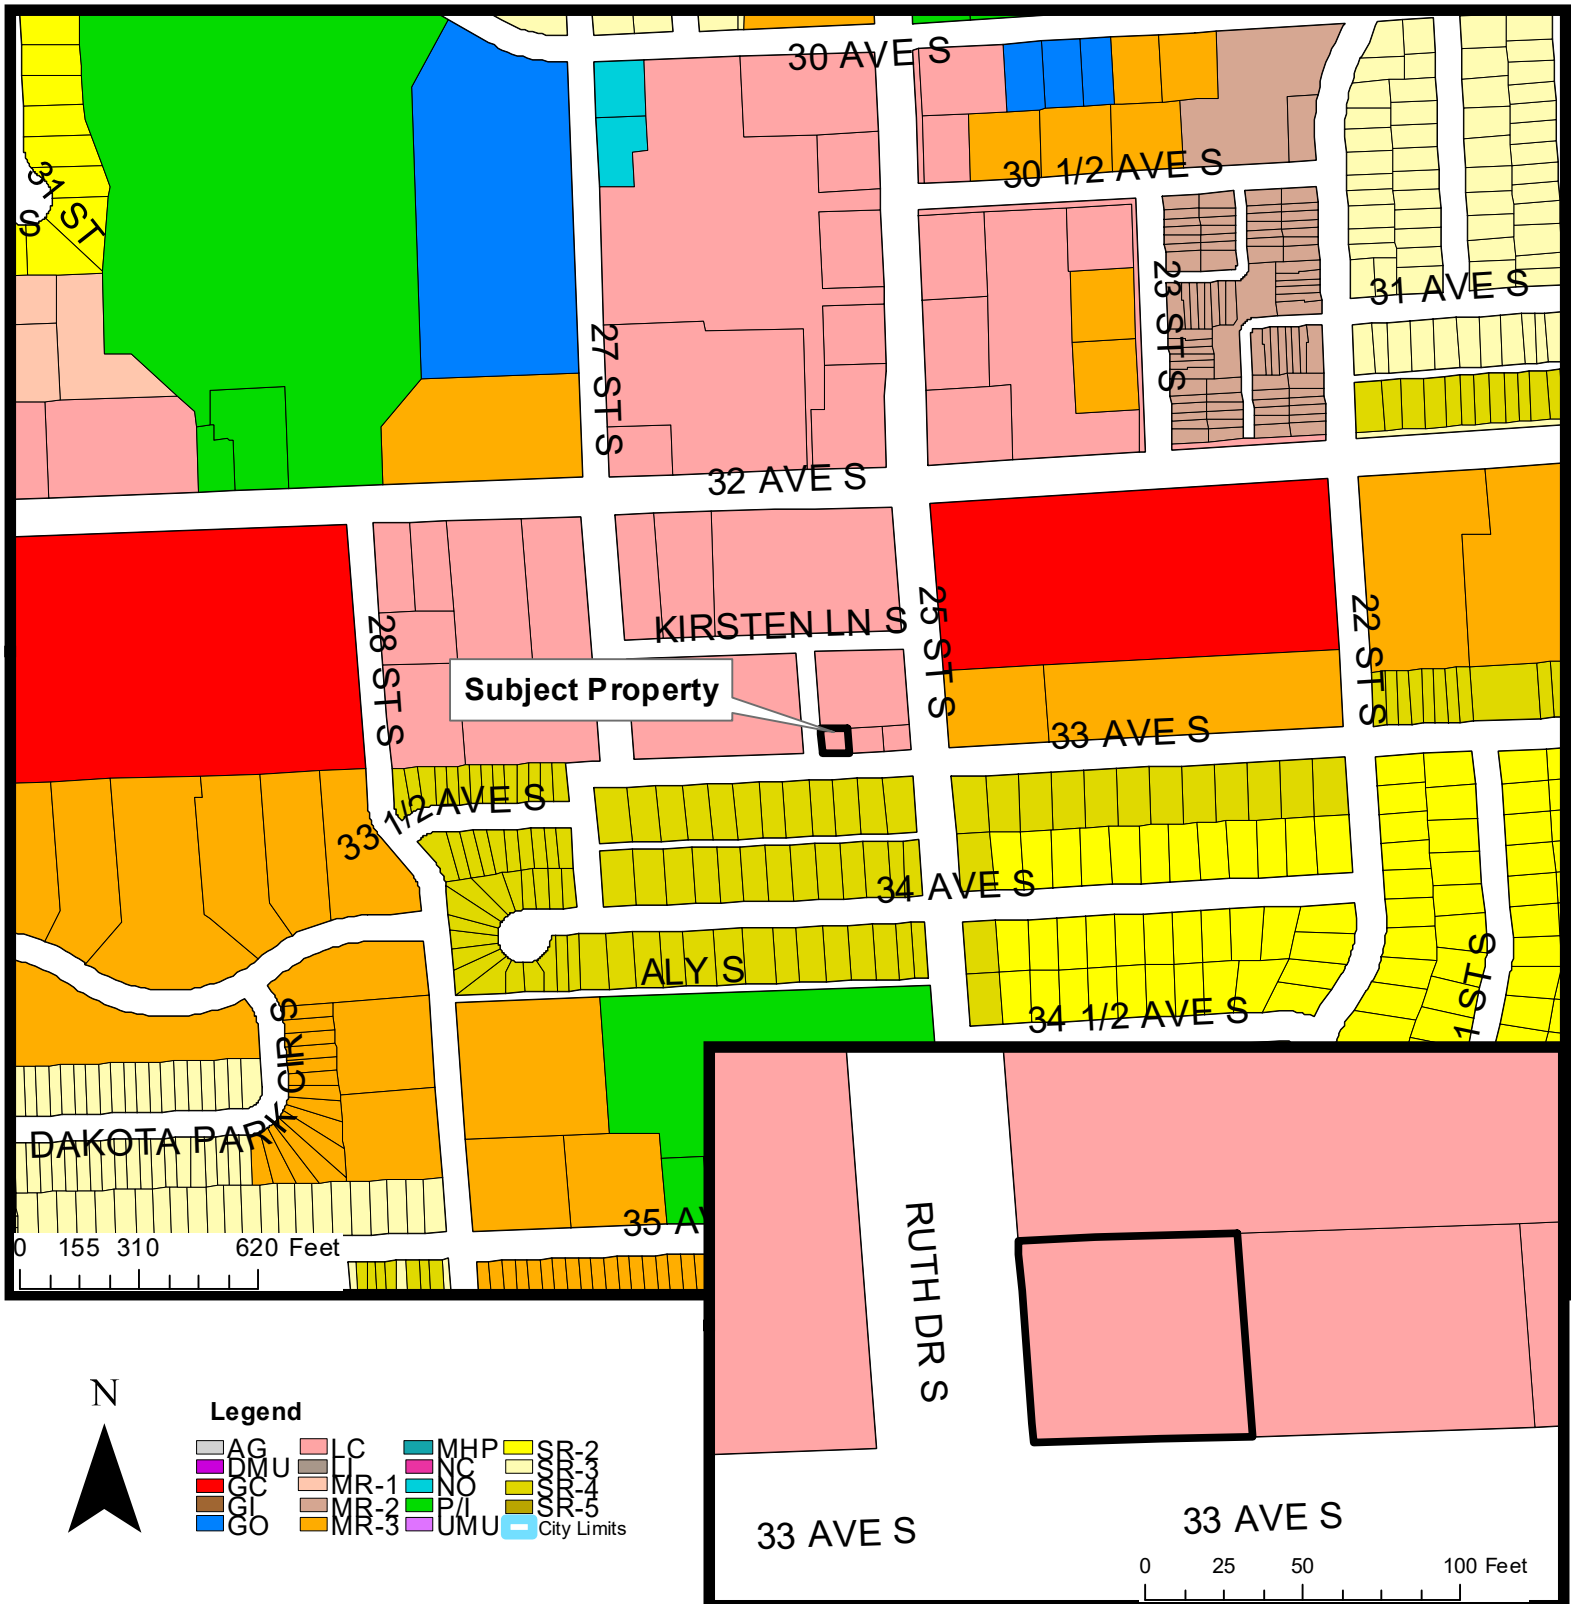 30 AVE S
30 1/2 AVE S
31 ST
S
23 ST S
31 AVE S
27 ST S
32 AVE S
KIRSTEN LN S
25 ST S
28 ST S
22 ST S
Subject Property
33 AVE S
33 1/2 AVE S
34 AVE S
ALY S
1 ST S
34 1/2 AVE S
CIR S
DAKOTA PARK
35 AV
0 155 310 620 Feet
RUTH DR S
33 AVE S
33 AVE S
0 25 50 100 Feet
N
Legend
AG
DMU
GC
GI
GO
LC
LI
MR-1
MR-2
MR-3
MHP
NC
NO
P/I
UMU
SR-2
SR-3
SR-4
SR-5
City Limits